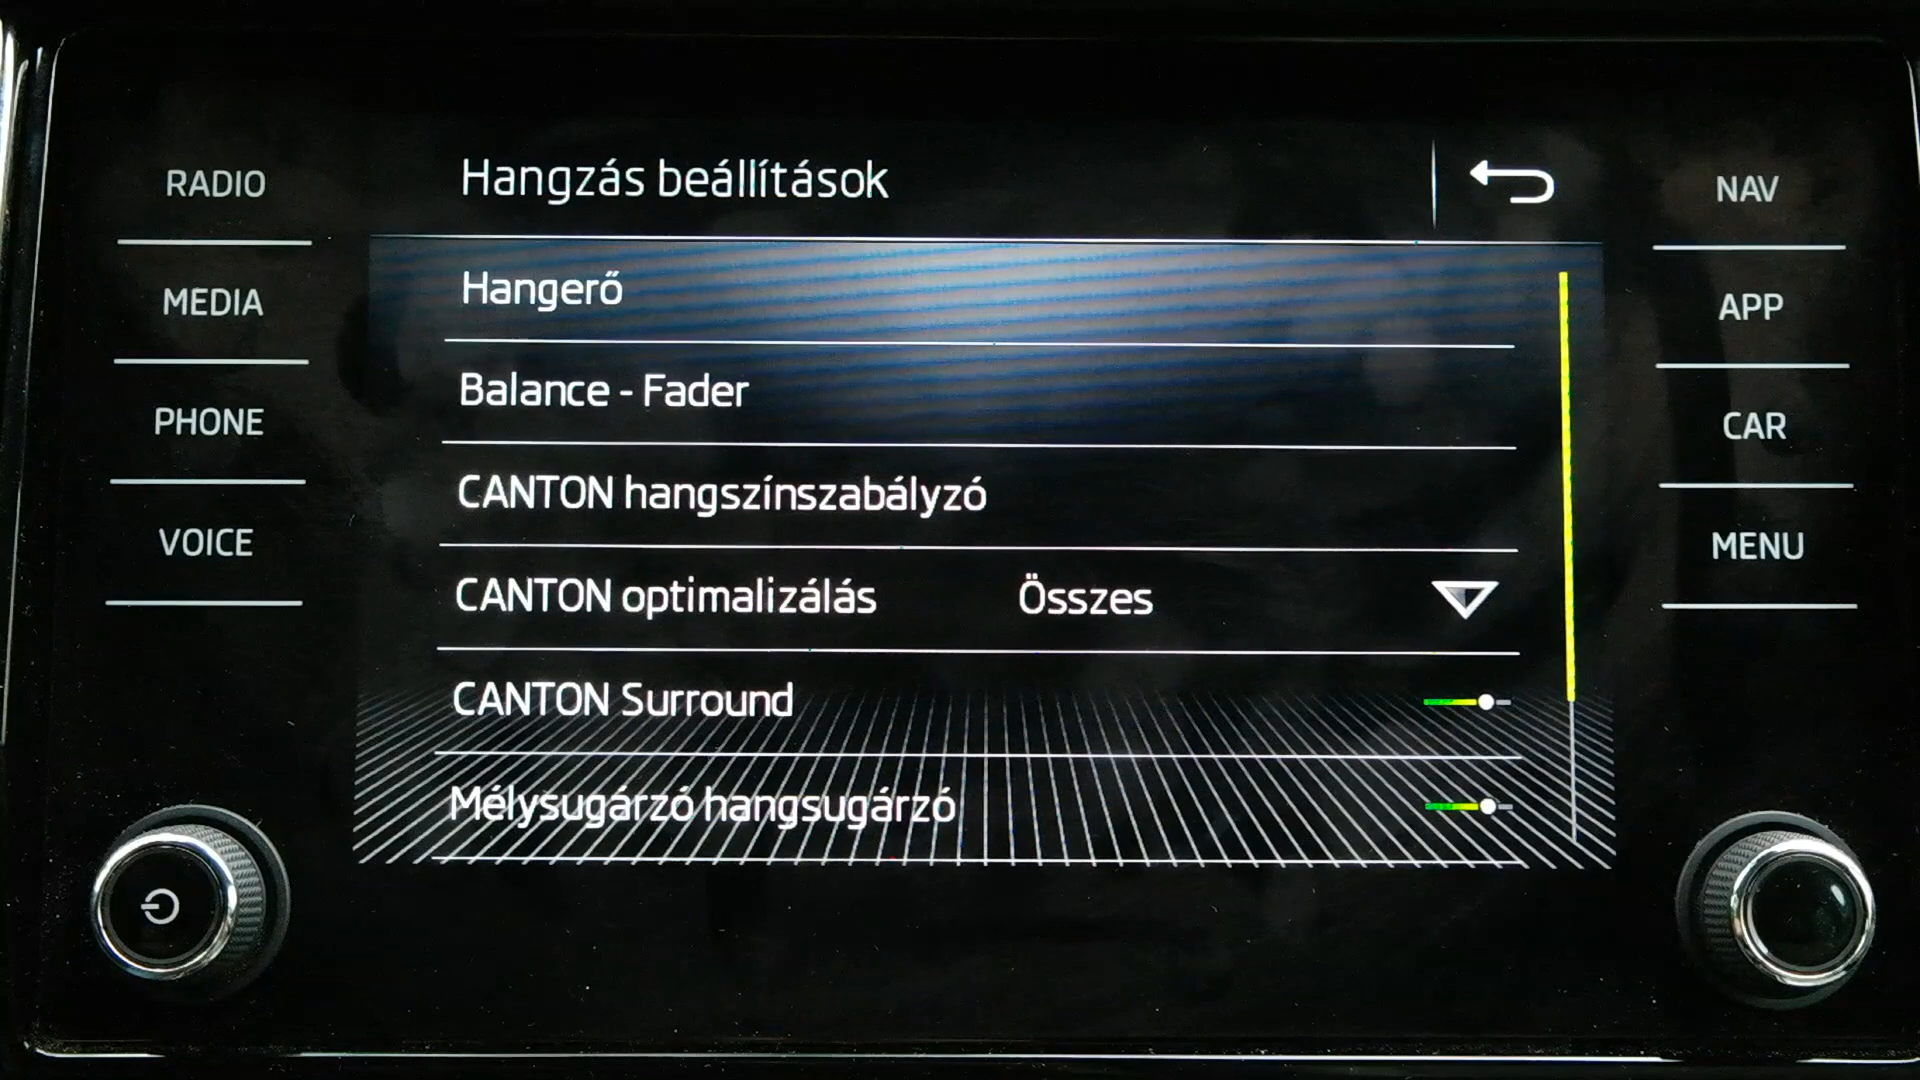 Hangzás beállítások
RADIO
MEDIA
PHONE
VOICE
Hangerő
Balance - Fader
CANTON hangszínszabályzó
CANTON optimalizálás Összes
CANTON Surround
Mélysugárzó hangsugárzó
NAV
APP
CAR
MENU